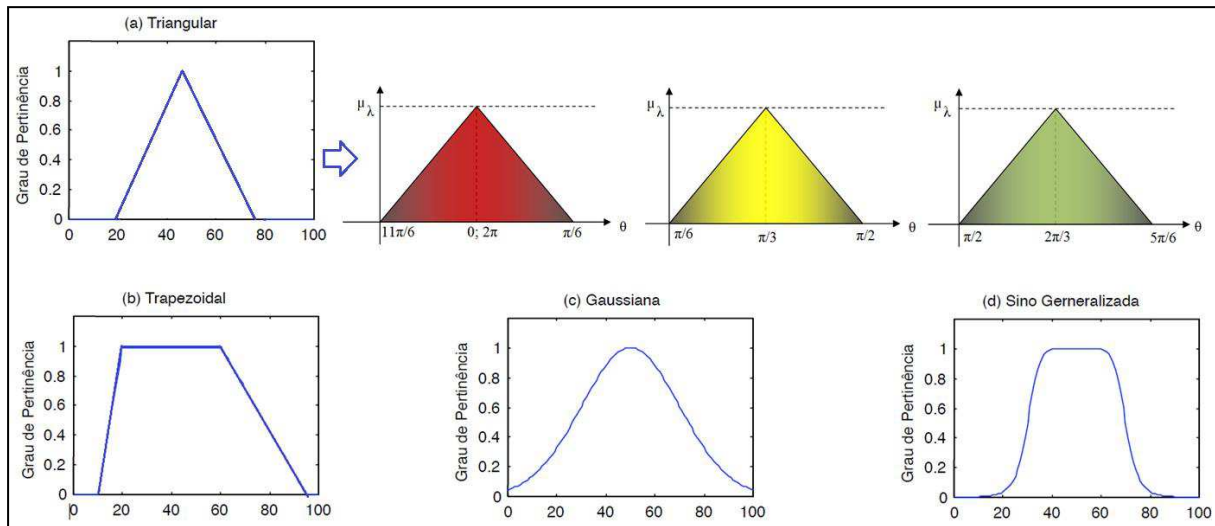 (a) Triangular
Grau de Pertinência
1
0.8
0.6
0.4
0.2
0
0 20 40 60 80 100
μλ
11π/6 0; 2π π/6 θ
μλ
π/6 π/3 π/2 θ
μλ
π/2 2π/3 5π/6 θ
(b) Trapezoidal
Grau de Pertinência
1
0.8
0.6
0.4
0.2
0
0 20 40 60 80 100
(c) Gaussiana
Grau de Pertinência
1
0.8
0.6
0.4
0.2
0
0 20 40 60 80 100
(d) Sino Gerneralizada
Grau de Pertinência
1
0.8
0.6
0.4
0.2
0
0 20 40 60 80 100